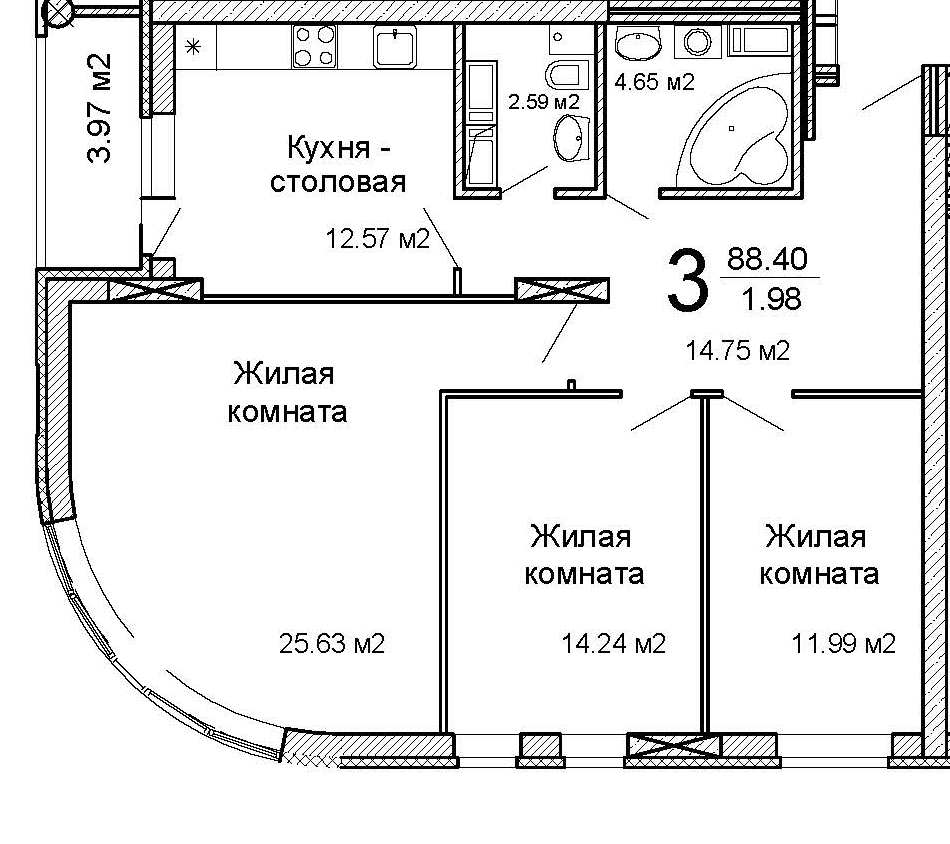 3.97 м2
Кухня -
столовая
12.57 м2
2.59 м2
4.65 м2
3
88.40
1.98
14.75 м2
Жилая
комната
25.63 м2
Жилая
комната
14.24 м2
Жилая
комната
11.99 м2